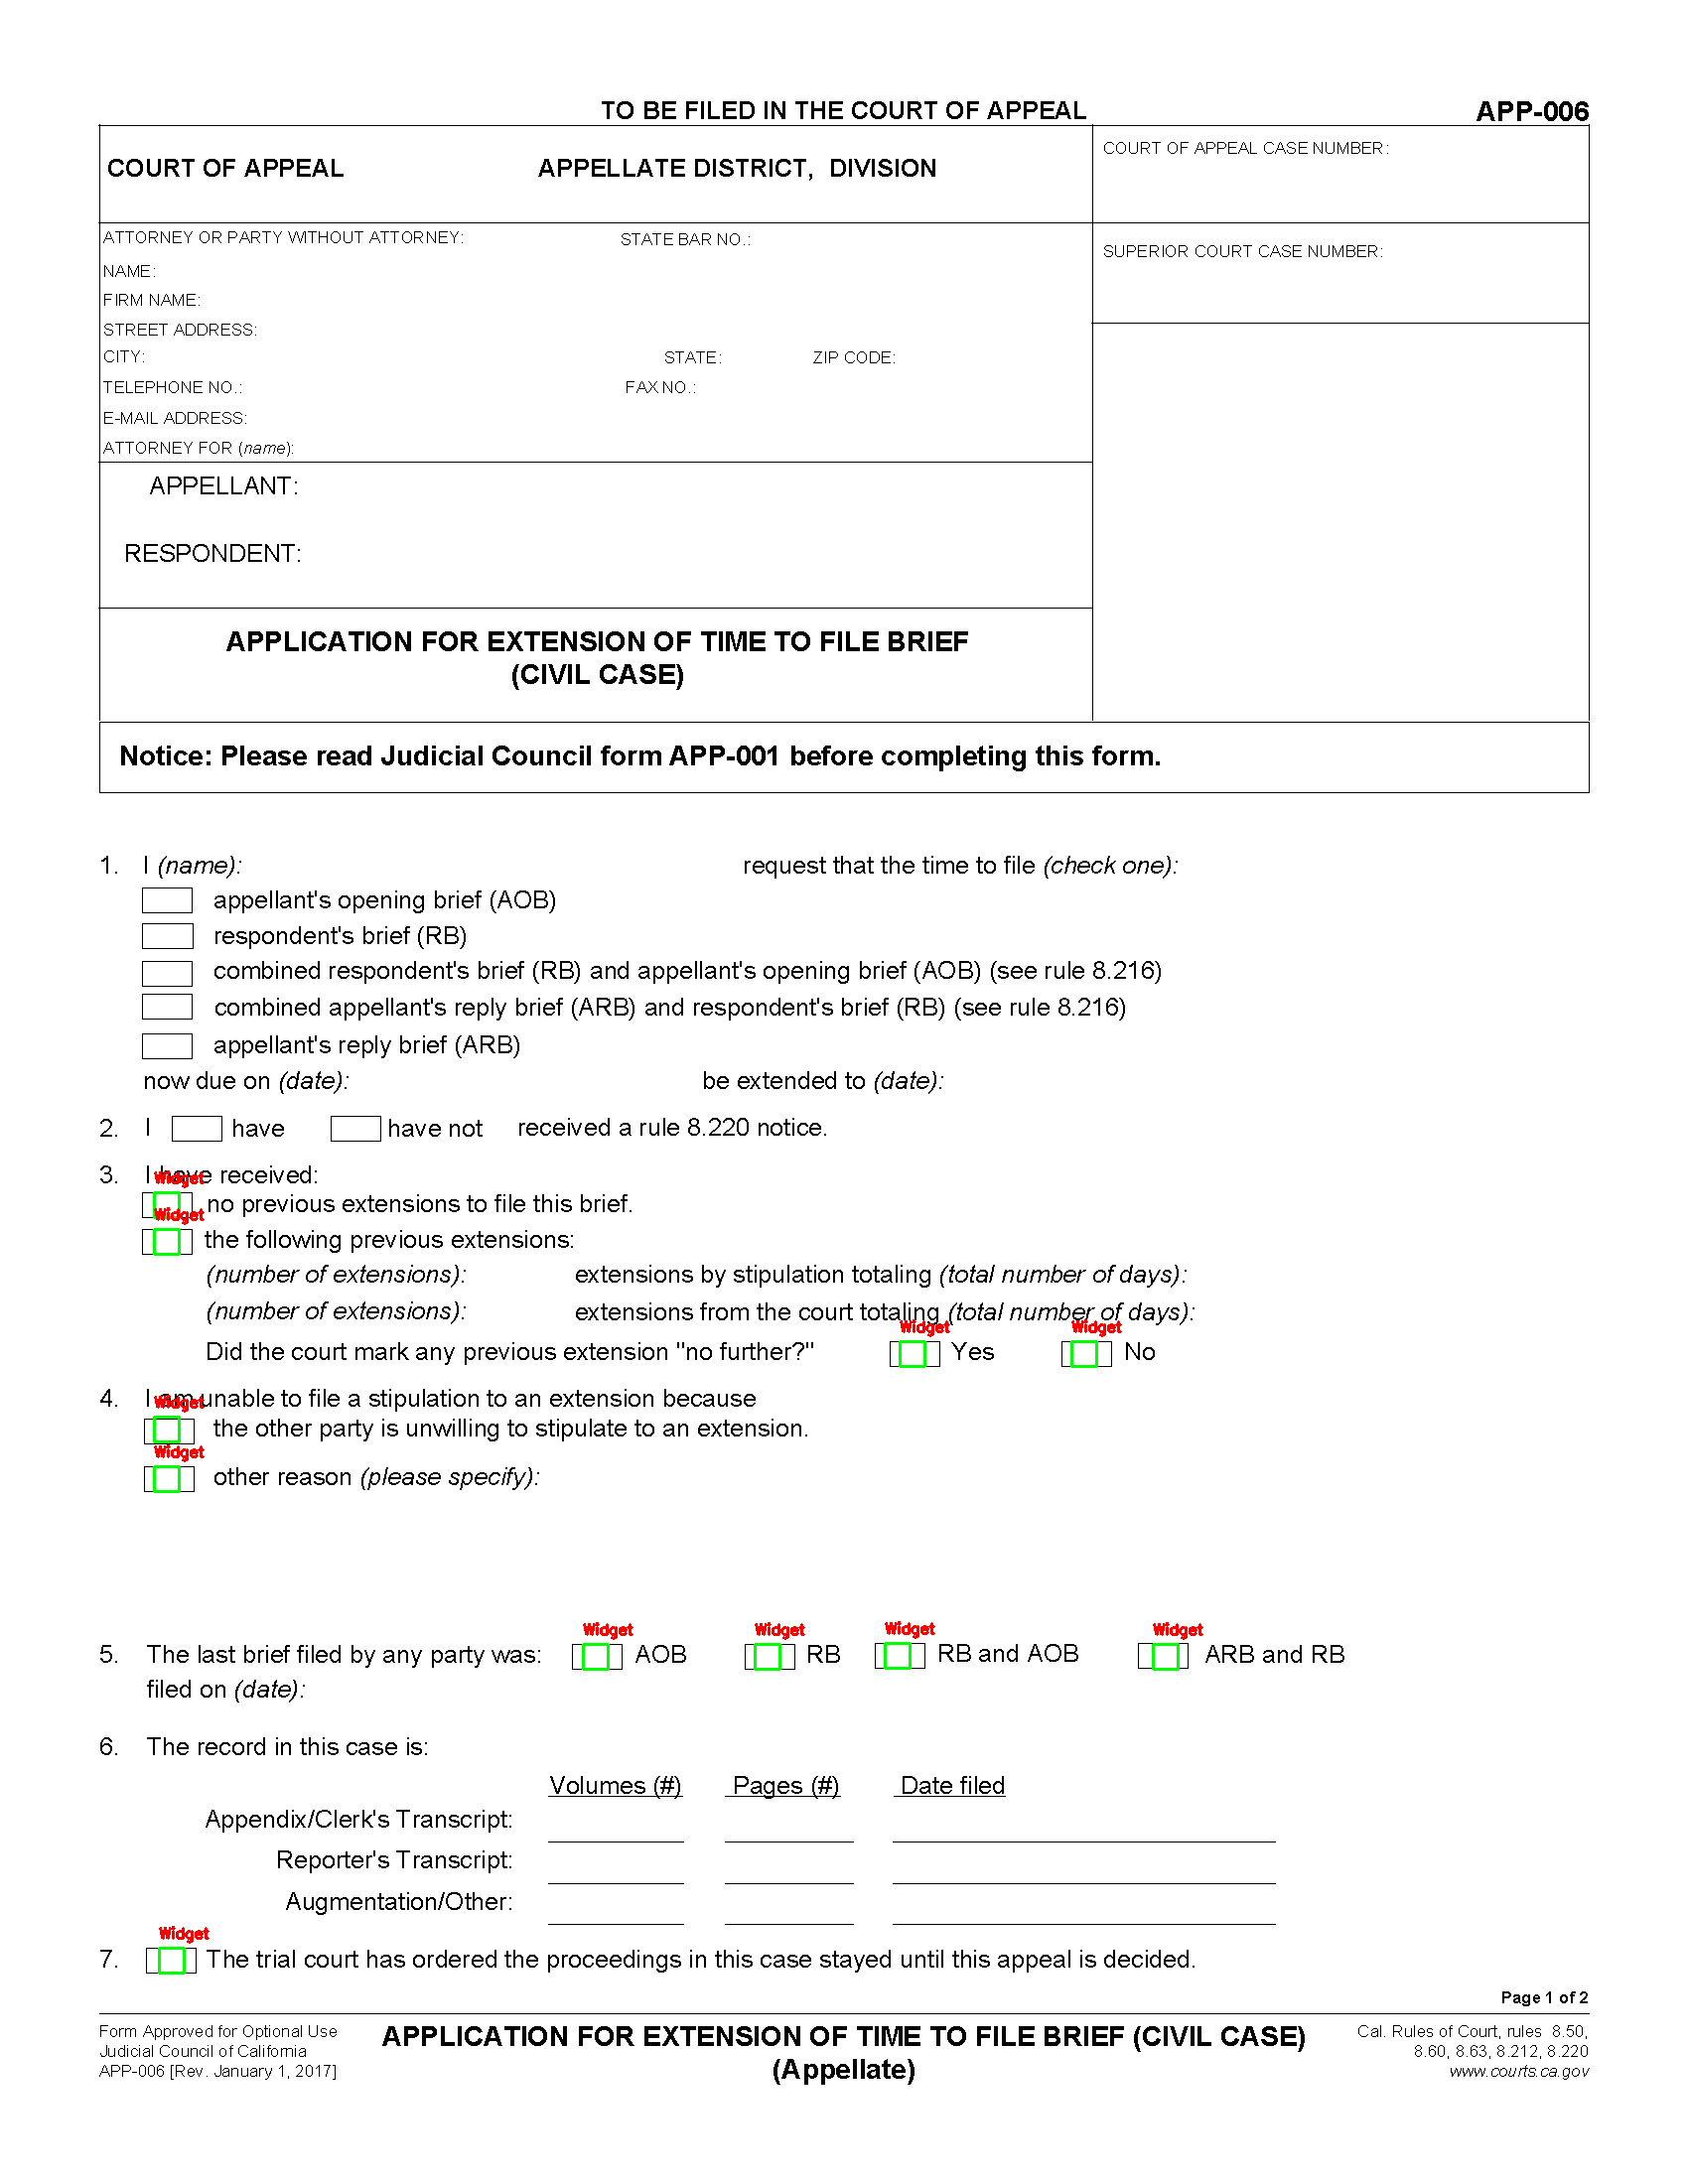 TO BE FILED IN THE COURT OF APPEAL
APP-006
COURT OF APPEAL APPELLATE DISTRICT, DIVISION
COURT OF APPEAL CASE NUMBER:
ATTORNEY OR PARTY WITHOUT ATTORNEY: STATE BAR NO.:
NAME:
FIRM NAME:
STREET ADDRESS:
CITY: STATE: ZIP CODE:
TELEPHONE NO.: FAX NO.:
E-MAIL ADDRESS:
ATTORNEY FOR (name):
SUPERIOR COURT CASE NUMBER:
APPELLANT:
RESPONDENT:
APPLICATION FOR EXTENSION OF TIME TO FILE BRIEF
(CIVIL CASE)
Notice: Please read Judicial Council form APP-001 before completing this form.
1. I (name): request that the time to file (check one):
appellant's opening brief (AOB)
respondent's brief (RB)
combined respondent's brief (RB) and appellant's opening brief (AOB) (see rule 8.216)
combined appellant's reply brief (ARB) and respondent's brief (RB) (see rule 8.216)
appellant's reply brief (ARB)
now due on (date): be extended to (date):
2. I have have not received a rule 8.220 notice.
3. I have received:
Widget
no previous extensions to file this brief.
Widget
the following previous extensions:
(number of extensions): extensions by stipulation totaling (total number of days):
(number of extensions): extensions from the court totaling (total number of days):
Widget Widget
Did the court mark any previous extension "no further?" Yes No
4. I am unable to file a stipulation to an extension because
Widget
the other party is unwilling to stipulate to an extension.
Widget
other reason (please specify):
Widget Widget Widget Widget
5. The last brief filed by any party was: AOB RB RB and AOB ARB and RB
filed on (date):
6. The record in this case is:
Volumes (#) Pages (#) Date filed
Appendix/Clerk's Transcript:
Reporter's Transcript:
Augmentation/Other:
Widget
7. The trial court has ordered the proceedings in this case stayed until this appeal is decided.
Page 1 of 2
Form Approved for Optional Use
Judicial Council of California
APP-006 [Rev. January 1, 2017]
APPLICATION FOR EXTENSION OF TIME TO FILE BRIEF (CIVIL CASE)
(Appellate)
Cal. Rules of Court, rules 8.50,
8.60, 8.63, 8.212, 8.220
www.courts.ca.gov